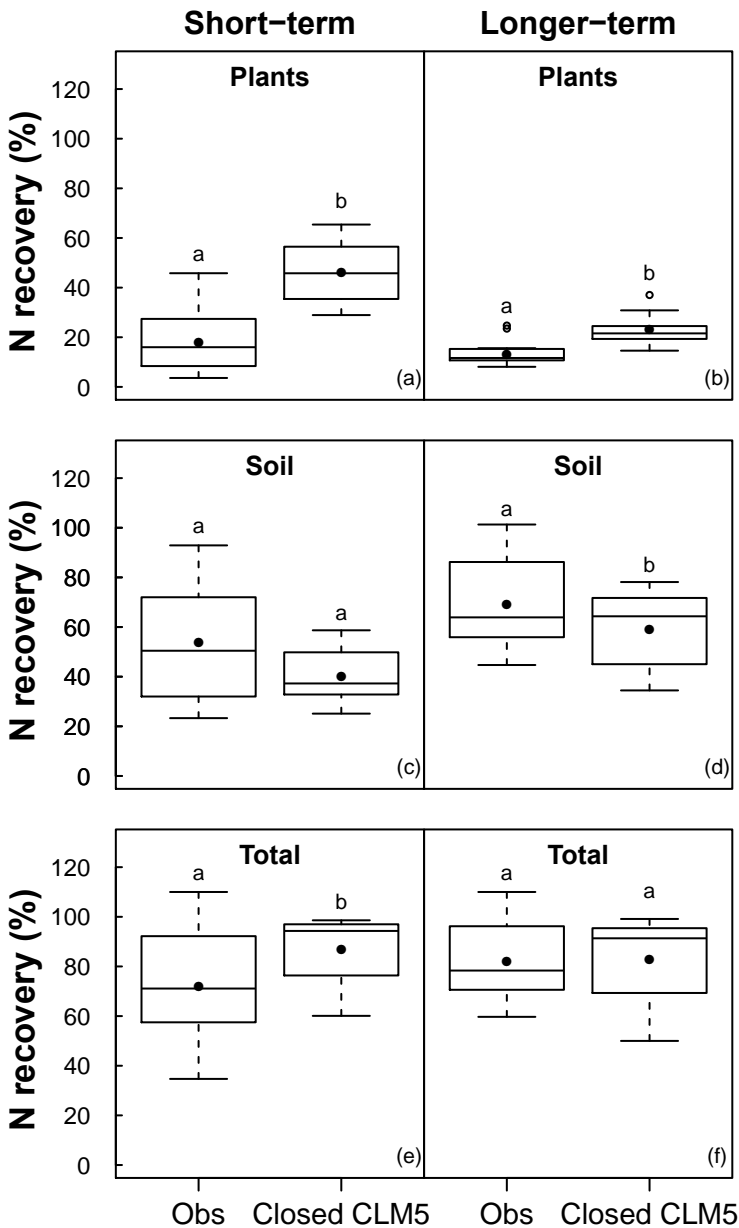 Short−term Longer−term
Plants Plants
120
100
80
60
40
20
0
N recovery (%)
a
b
a
b
(a)
(b)
Soil Soil
120
100
80
60
40
20
0
N recovery (%)
a
a
a
b
(c)
(d)
Total Total
120
100
80
60
40
20
0
N recovery (%)
a
b
a
a
(e)
(f)
Obs Closed CLM5 Obs Closed CLM5